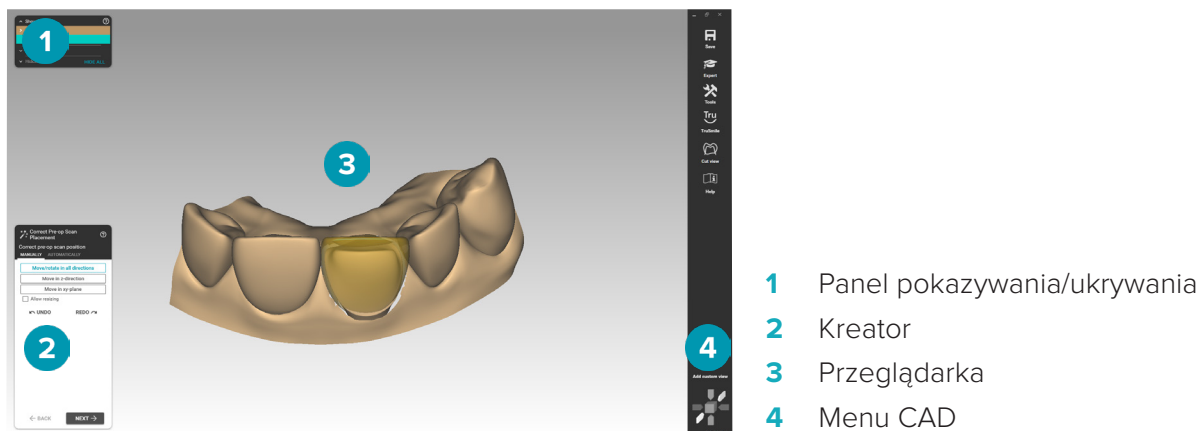 1
HIDE ALL
Correct Pre-op Scan
Placement
Correct pre-op scan position
MANUALLY AUTOMATICALLY
Move/rotate in all directions
Move in z-direction
Move in xy-plane
Allow resizing
UNDO REDO
2
BACK NEXT
3
Save
Expert
Tools
Tru
TruSmile
Cut view
Help
4
Add custom view
1 Panel pokazywania/ukrywania
2 Kreator
3 Przeglądarka
4 Menu CAD